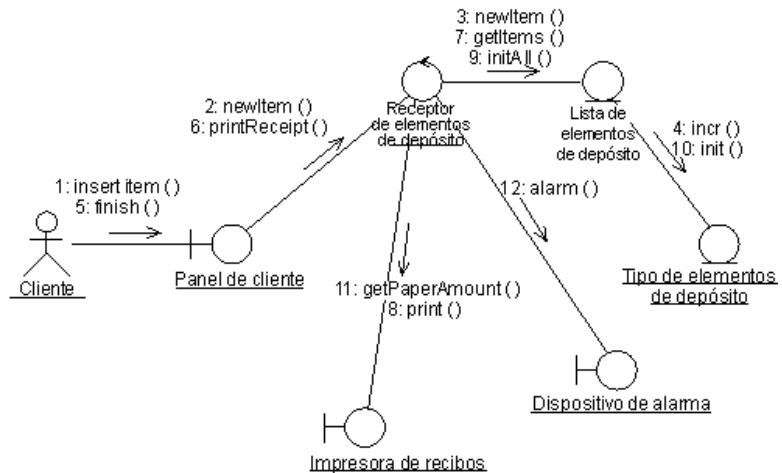 3: newItem ()
7: getItems ()
9: initAll ()
2: newItem ()
6: printReceipt ()
Receptor
de elementos
de depósito
Lista de
elementos
de depósito
4: incr ()
10: init ()
1: insert item ()
5: finish ()
12: alarm ()
Cliente
Panel de cliente
Tipo de elementos
de depósito
11: getPaperAmount ()
8: print ()
Dispositivo de alarma
Impresora de recibos